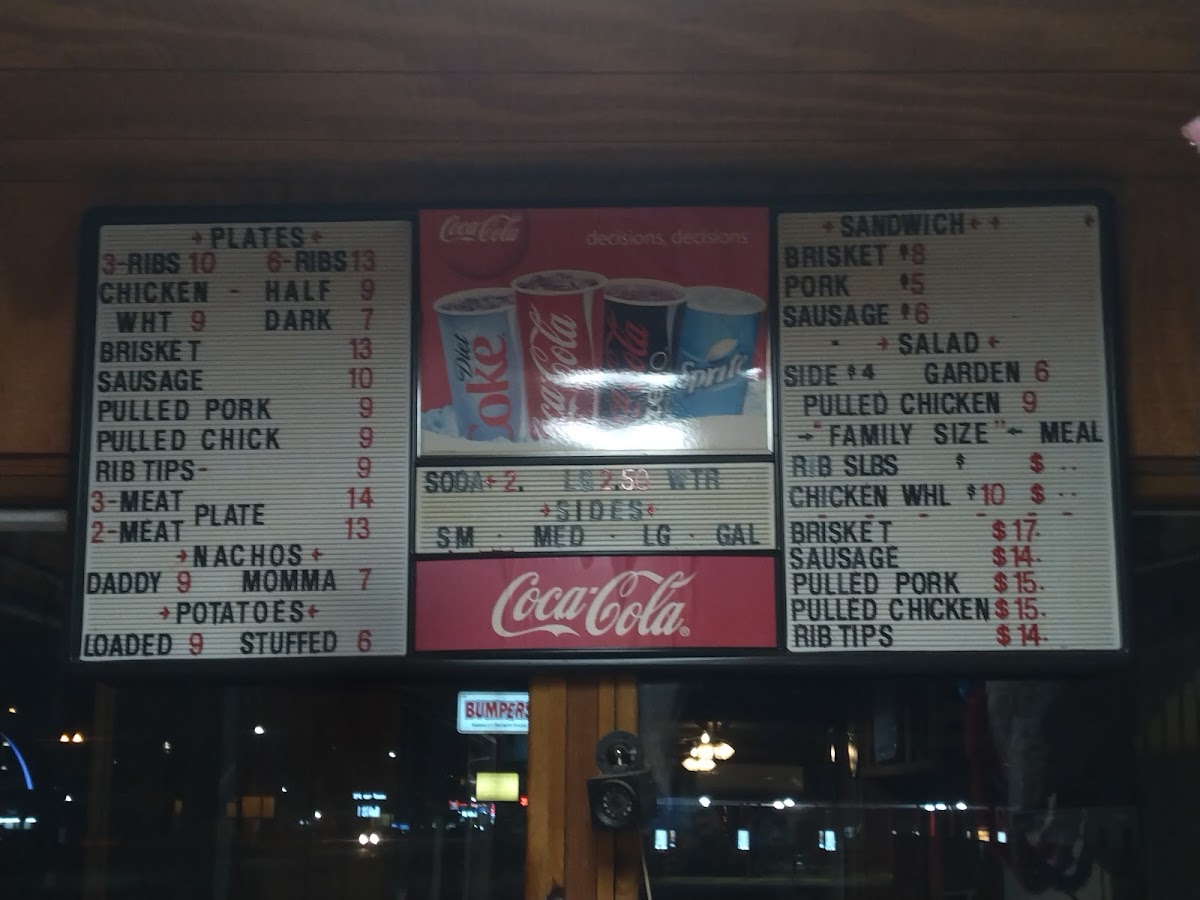 →PLATES←
3-RIBS 10 6-RIBS 13
CHICKEN - HALF 9
WHT 9 DARK 7
BRISKET 13
SAUSAGE 10
PULLED PORK 9
PULLED CHICK 9
RIB TIPS- 9
3-MEAT PLATE 14
2-MEAT 13
→NACHOS←
DADDY 9 MOMMA 7
→POTATOES←
LOADED 9 STUFFED 6
Coca-Cola
decisions, decisions
Diet Coke
Coca-Cola
Sprite
SODA 2. LG 2.50 WTR
→SIDES←
SM · MED · LG · GAL
Coca-Cola®
SANDWICH
BRISKET $8
PORK $5
SAUSAGE $6
→SALAD←
SIDE $4 GARDEN 6
PULLED CHICKEN 9
→"FAMILY SIZE"← MEAL
RIB SLBS $ $ ..
CHICKEN WHL $10 $ ..
BRISKET $17.
SAUSAGE $14.
PULLED PORK $15.
PULLED CHICKEN $15.
RIB TIPS $14.
BUMPERS